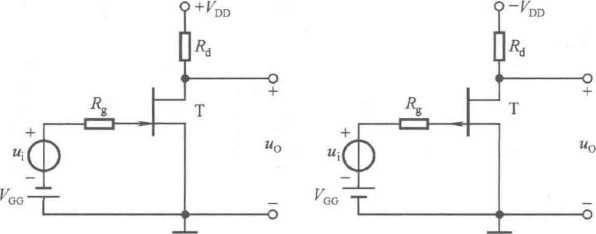 +V_DD
R_d
R_g
T
+
+
u_i
u_O
−
V_GG
−
−V_DD
R_d
R_g
T
+
+
u_i
u_O
−
V_GG
−